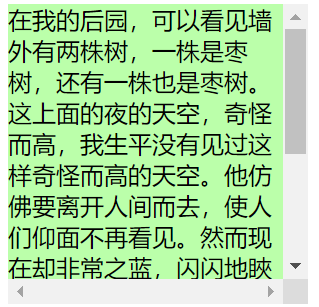 在我的后园，可以看见墙
外有两株树，一株是枣
树，还有一株也是枣树。
这上面的夜的天空，奇怪
而高，我生平没有见过这
样奇怪而高的天空。他仿
佛要离开人间而去，使人
们仰面不再看见。然而现
在却非常之蓝，闪闪地䀹